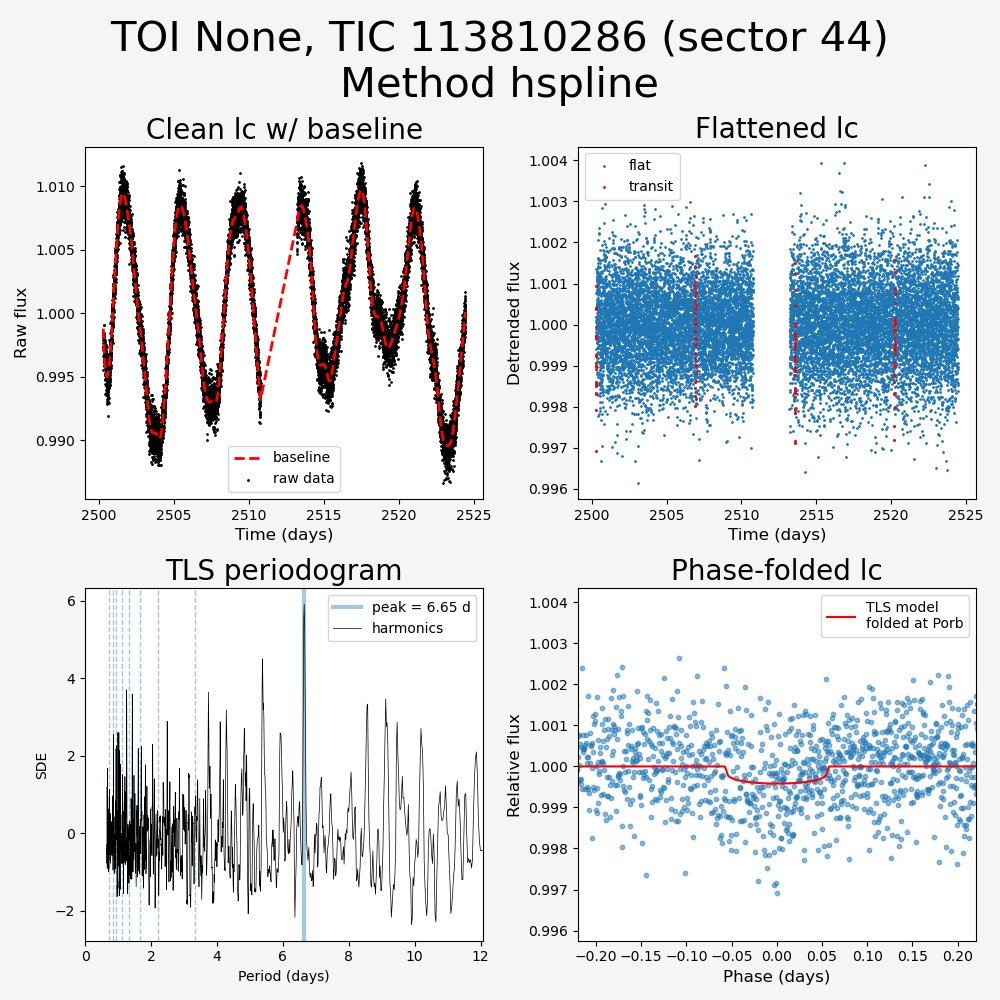 TOI None, TIC 113810286 (sector 44)
Method hspline
Clean lc w/ baseline
Raw flux
1.010
1.005
1.000
0.995
0.990
baseline
raw data
2500
2505
2510
2515
2520
2525
Time (days)
Flattened lc
Detrended flux
1.004
1.003
1.002
1.001
1.000
0.999
0.998
0.997
0.996
flat
transit
2500
2505
2510
2515
2520
2525
Time (days)
TLS periodogram
SDE
6
4
2
0
−2
peak = 6.65 d
harmonics
0
2
4
6
8
10
12
Period (days)
Phase-folded lc
Relative flux
1.004
1.003
1.002
1.001
1.000
0.999
0.998
0.997
0.996
TLS model
folded at Porb
−0.20
−0.15
−0.10
−0.05
0.00
0.05
0.10
0.15
0.20
Phase (days)